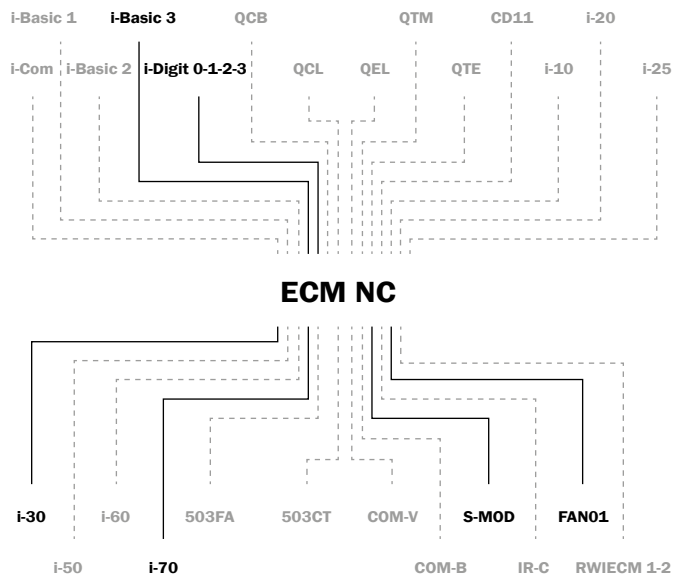 i-Basic 1 i-Basic 3 QCB QTM CD11 i-20
i-Com i-Basic 2 i-Digit 0-1-2-3 QCL QEL QTE i-10 i-25
ECM NC
i-30 i-60 503FA 503CT COM-V S-MOD FAN01
i-50 i-70 COM-B IR-C RWIECM 1-2